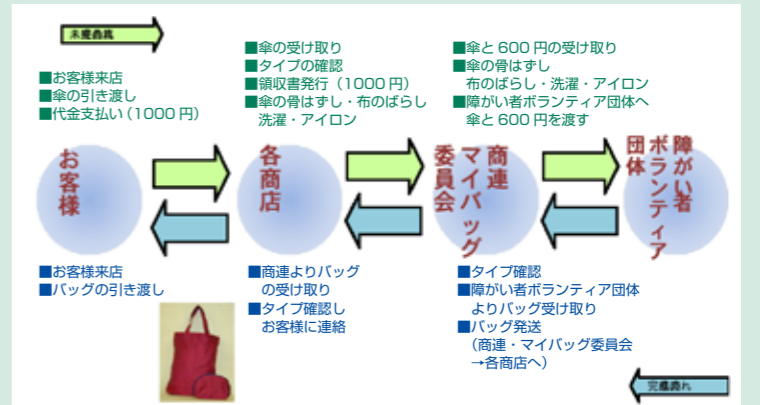 ■お客様来店
■傘の引き渡し
■代金支払い（1000 円）
■傘の受け取り
■タイプの確認
■領収書発行（1000 円）
■傘の骨はずし・布のばらし
洗濯・アイロン
■傘と 600 円の受け取り
■傘の骨はずし
布のばらし・洗濯・アイロン
■障がい者ボランティア団体へ
傘と 600 円を渡す
お客様
各商店
商連
マイバッグ
委員会
障がい者
ボランティア
団体
■お客様来店
■バッグの引き渡し
■商連よりバッグ
の受け取り
■タイプ確認し
お客様に連絡
■タイプ確認
■障がい者ボランティア団体
よりバッグ受け取り
■バッグ発送
（商連・マイバッグ委員会
→各商店へ）